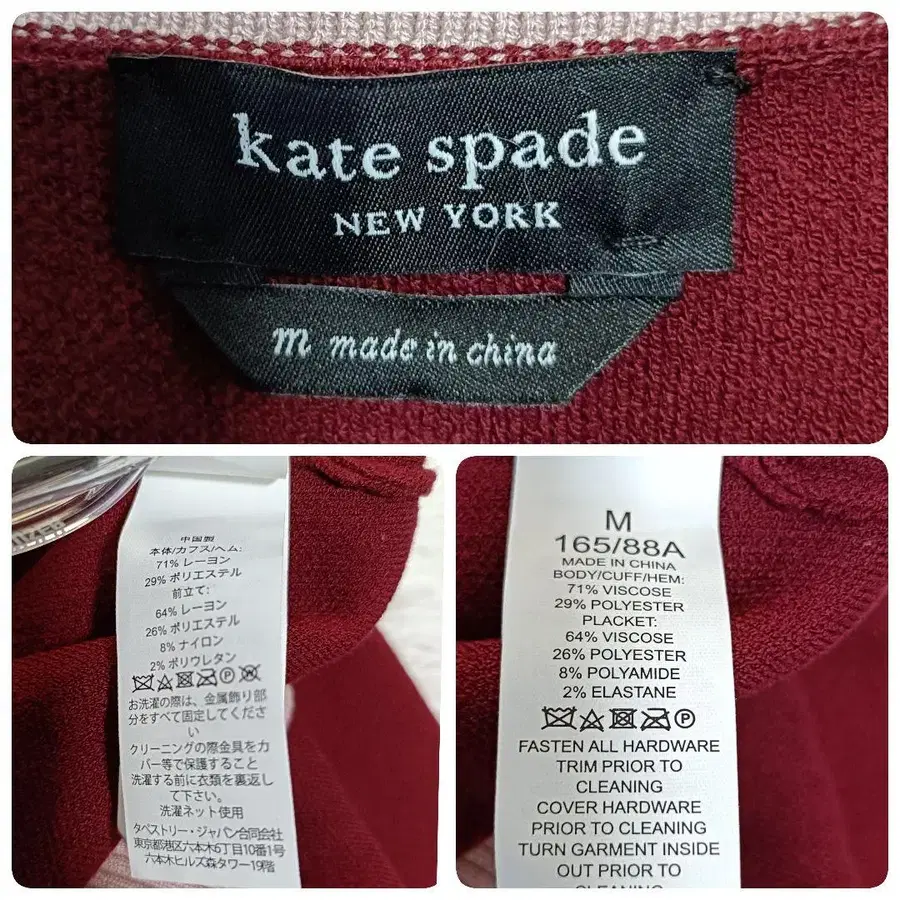 kate spade
NEW YORK
m made in china
中国製
本体/カフス/ヘム:
71% レーヨン
29% ポリエステル
前立て:
64% レーヨン
26% ポリエステル
8% ナイロン
2% ポリウレタン
お洗濯の際は、金属飾り部
分をすべて固定してくださ
い
クリーニングの際金具をカ
バー等で保護すること
洗濯する前に衣類を裏返し
て下さい。
洗濯ネット使用
タペストリー・ジャパン合同会社
東京都港区六本木6丁目10番1号
六本木ヒルズ森タワー19階
M
165/88A
MADE IN CHINA
BODY/CUFF/HEM:
71% VISCOSE
29% POLYESTER
PLACKET:
64% VISCOSE
26% POLYESTER
8% POLYAMIDE
2% ELASTANE
FASTEN ALL HARDWARE
TRIM PRIOR TO
CLEANING
COVER HARDWARE
PRIOR TO CLEANING
TURN GARMENT INSIDE
OUT PRIOR TO
CLEANING